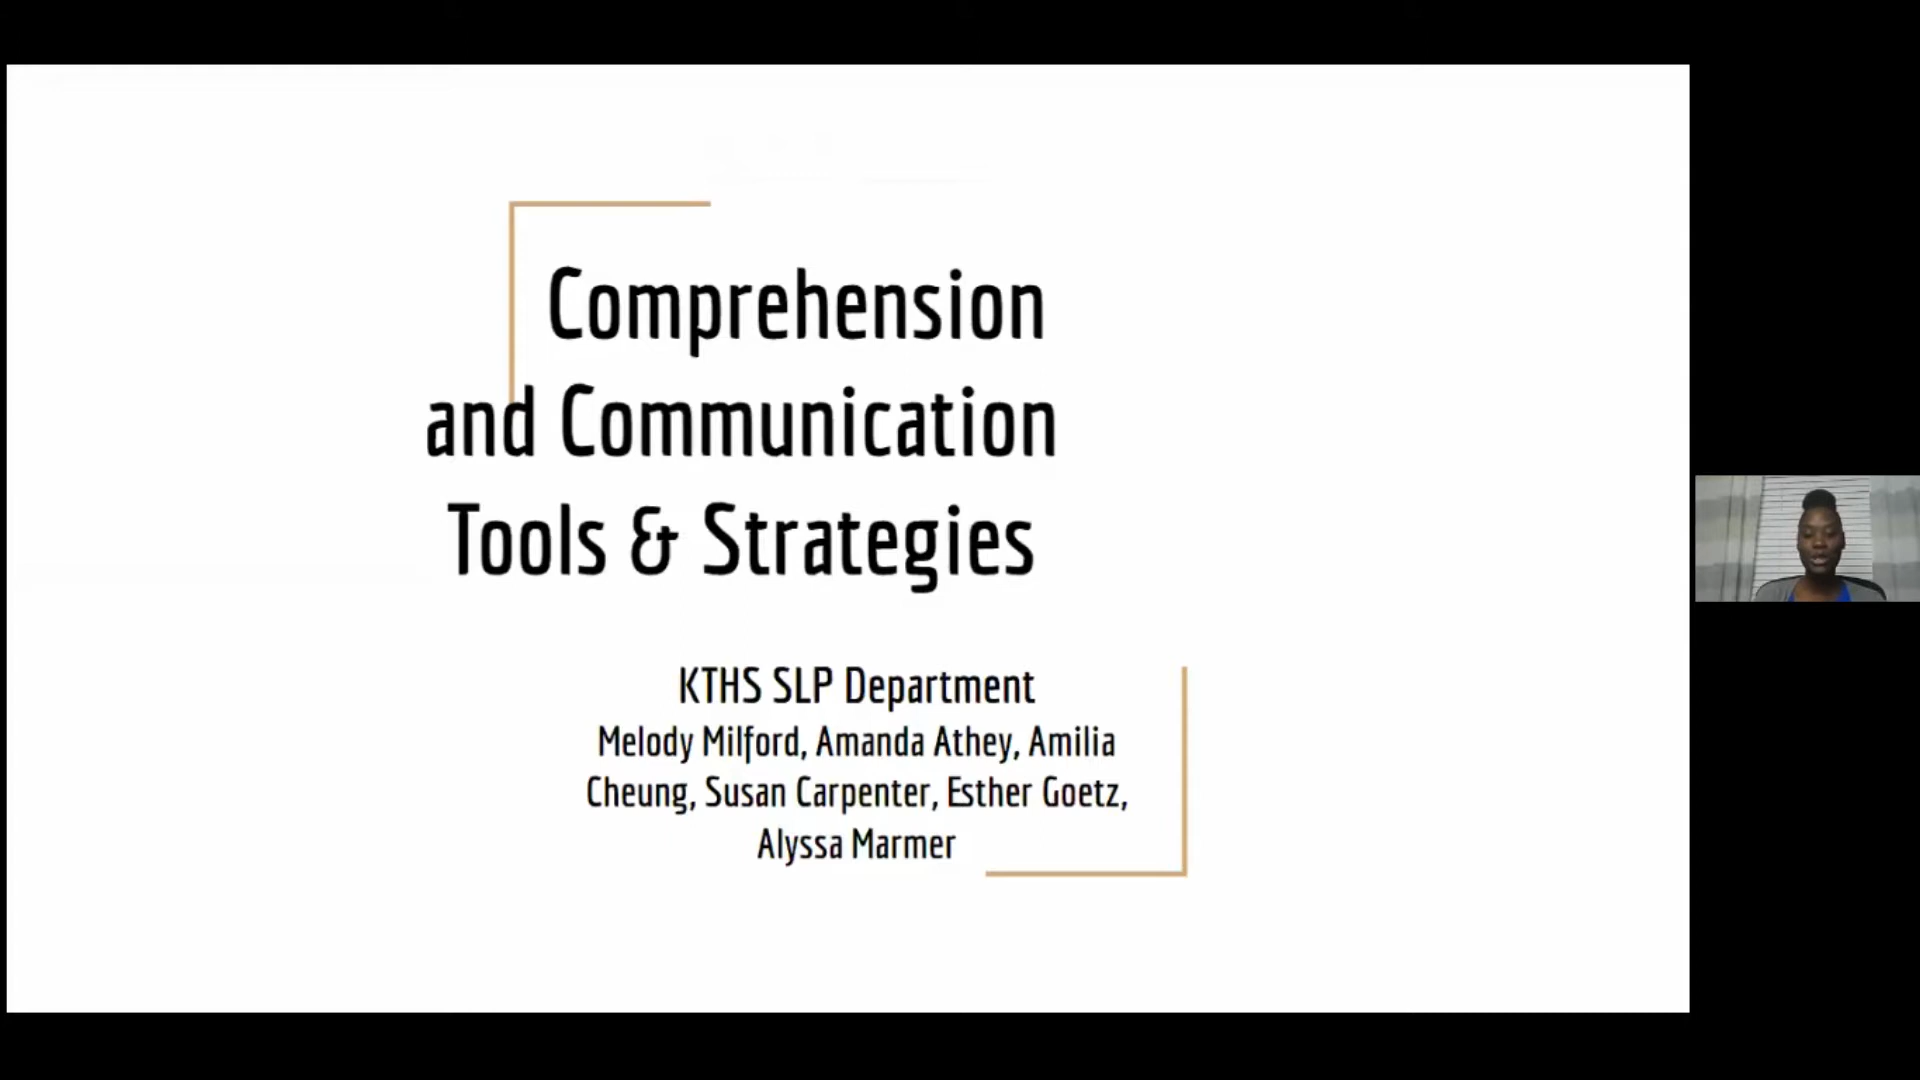 Comprehension
and Communication
Tools & Strategies
KTHS SLP Department
Melody Milford, Amanda Athey, Amilia
Cheung, Susan Carpenter, Esther Goetz,
Alyssa Marmer